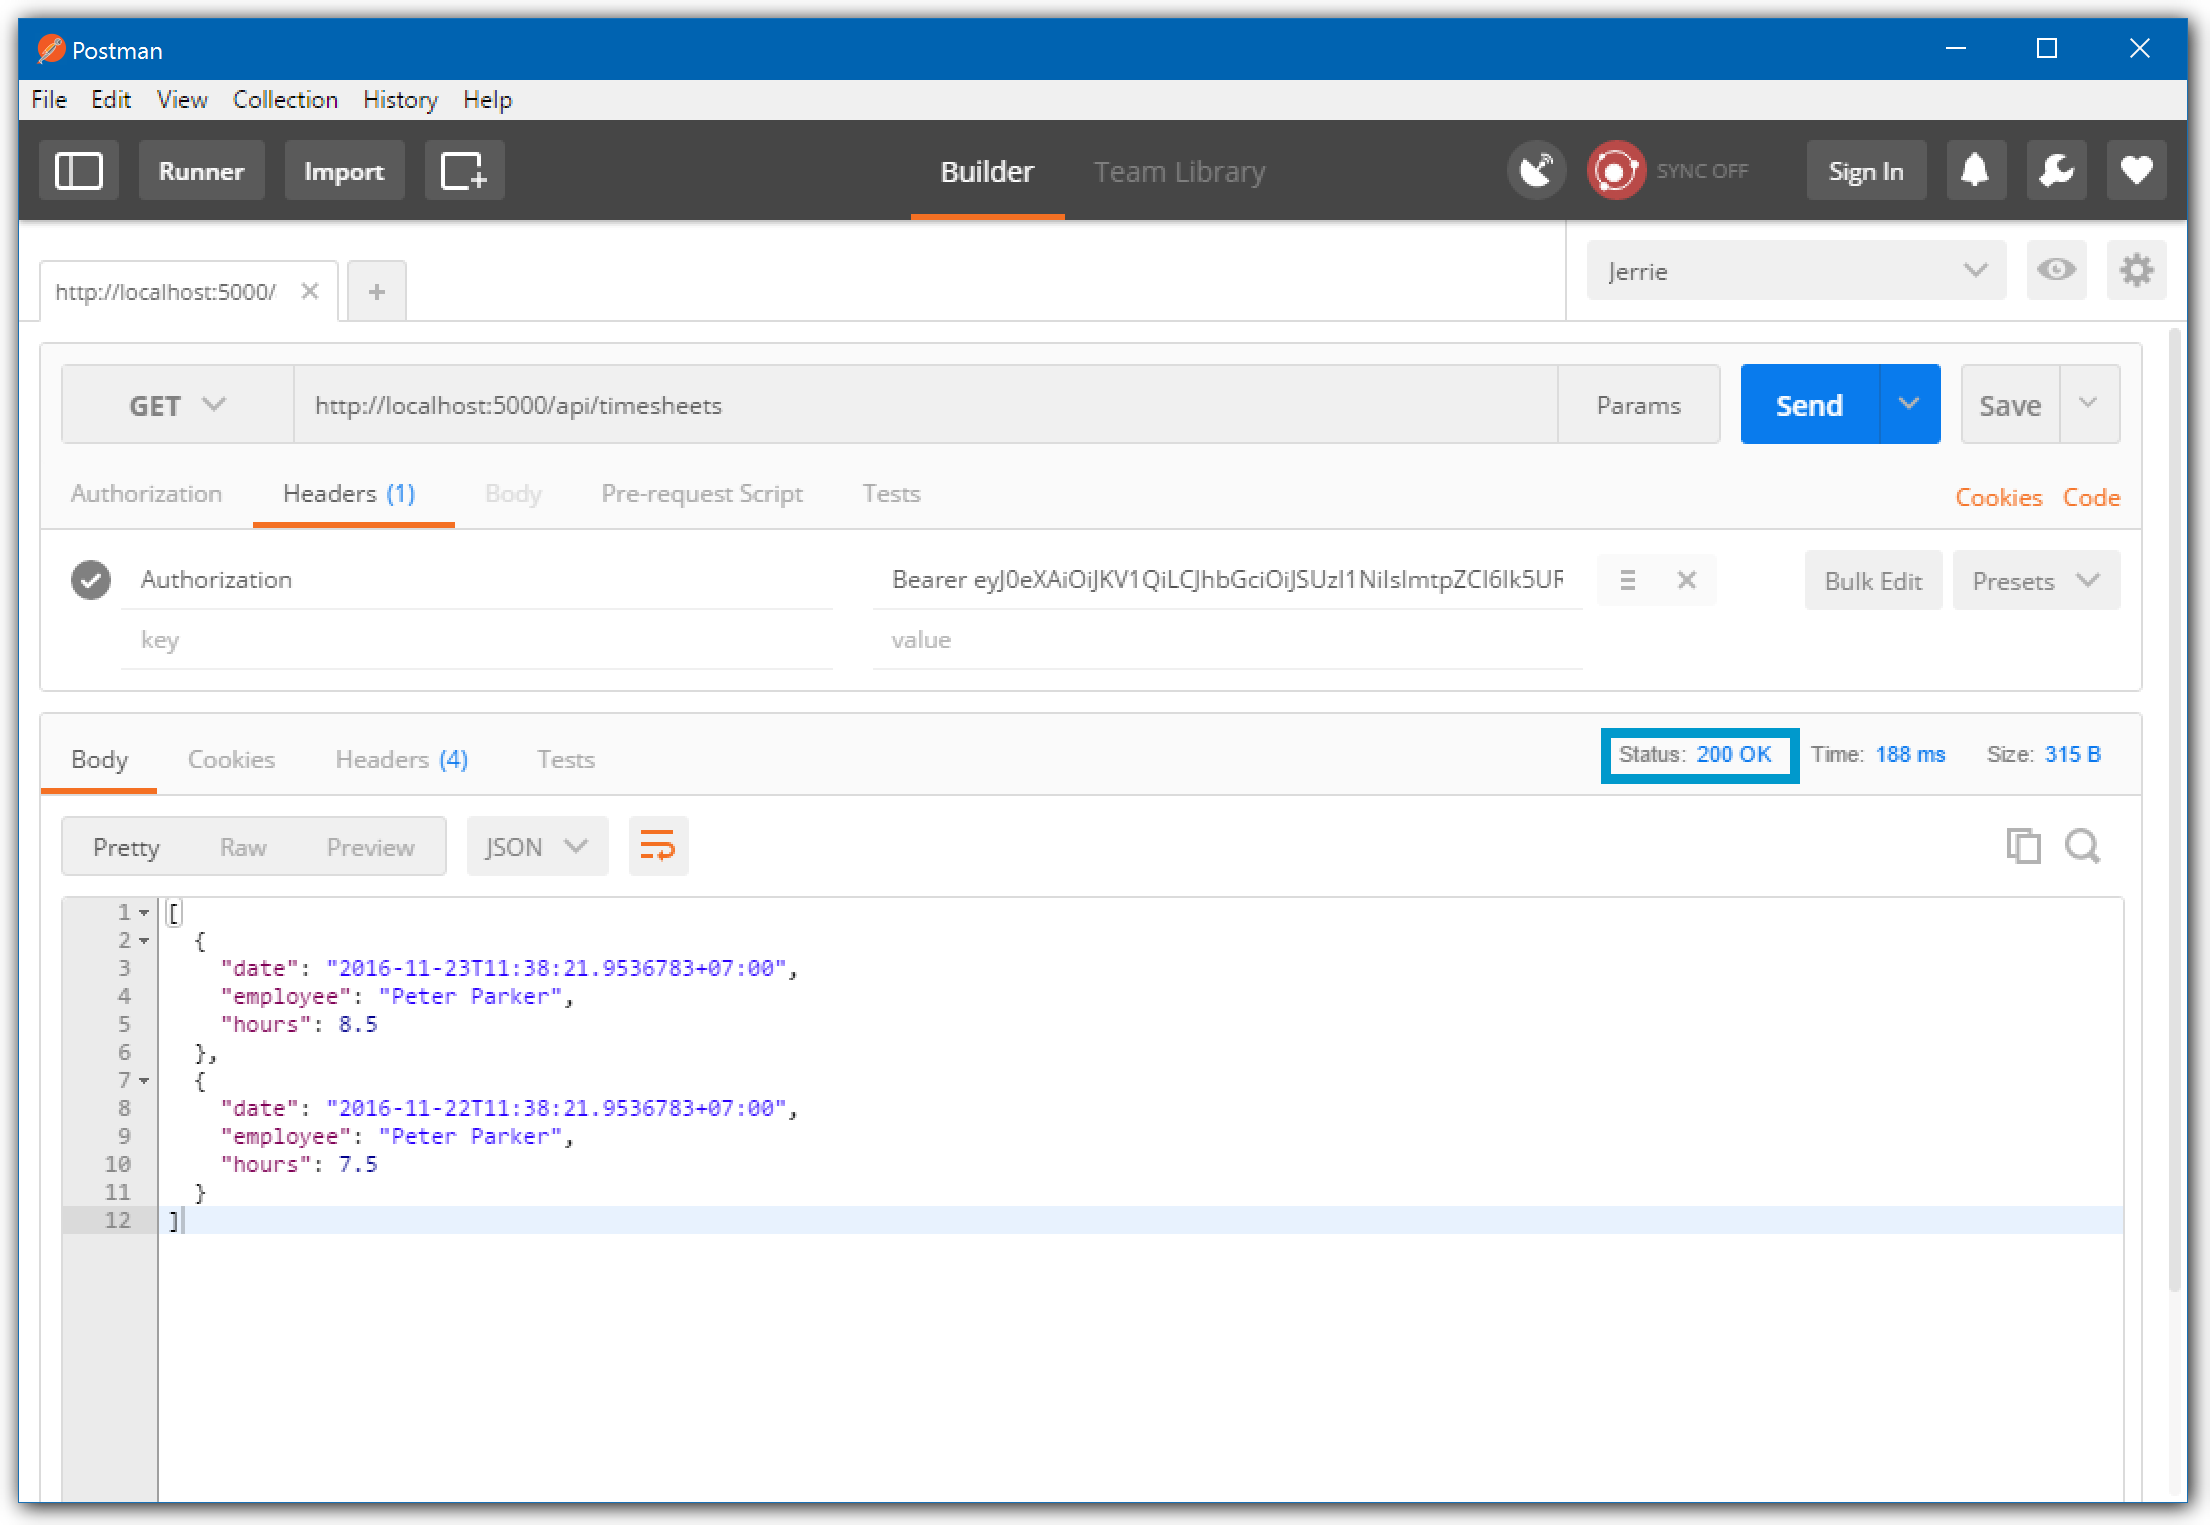 Postman
File Edit View Collection History Help
Runner Import Builder Team Library SYNC OFF Sign In
http://localhost:5000/ Jerrie
GET http://localhost:5000/api/timesheets Params Send Save
Authorization Headers (1) Body Pre-request Script Tests Cookies Code
Authorization Bearer eyJ0eXAiOiJKV1QiLCJhbGciOiJSUzI1NiIsImtpZCI6Ik5UR Bulk Edit Presets
key value
Body Cookies Headers (4) Tests Status: 200 OK Time: 188 ms Size: 315 B
Pretty Raw Preview JSON
1 [
2 {
3 "date": "2016-11-23T11:38:21.9536783+07:00",
4 "employee": "Peter Parker",
5 "hours": 8.5
6 },
7 {
8 "date": "2016-11-22T11:38:21.9536783+07:00",
9 "employee": "Peter Parker",
10 "hours": 7.5
11 }
12 ]